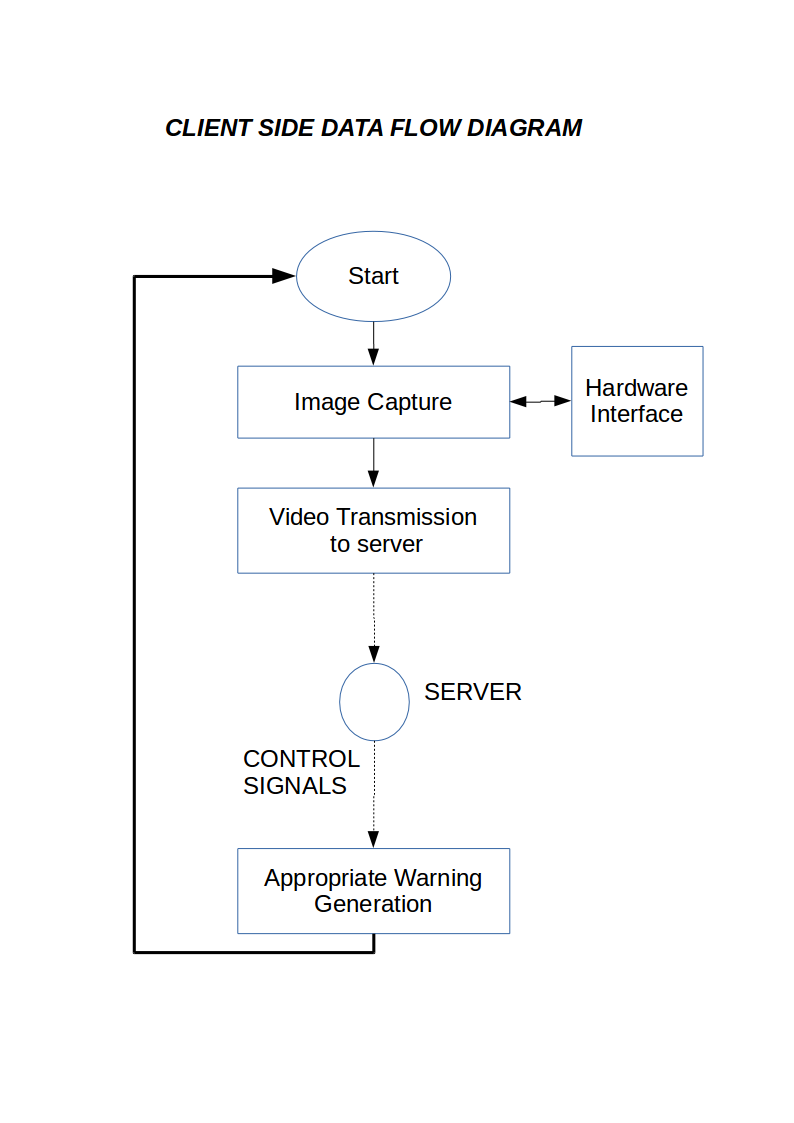 CLIENT SIDE DATA FLOW DIAGRAM
Start
Image Capture
Hardware
Interface
Video Transmission
to server
SERVER
CONTROL
SIGNALS
Appropriate Warning
Generation